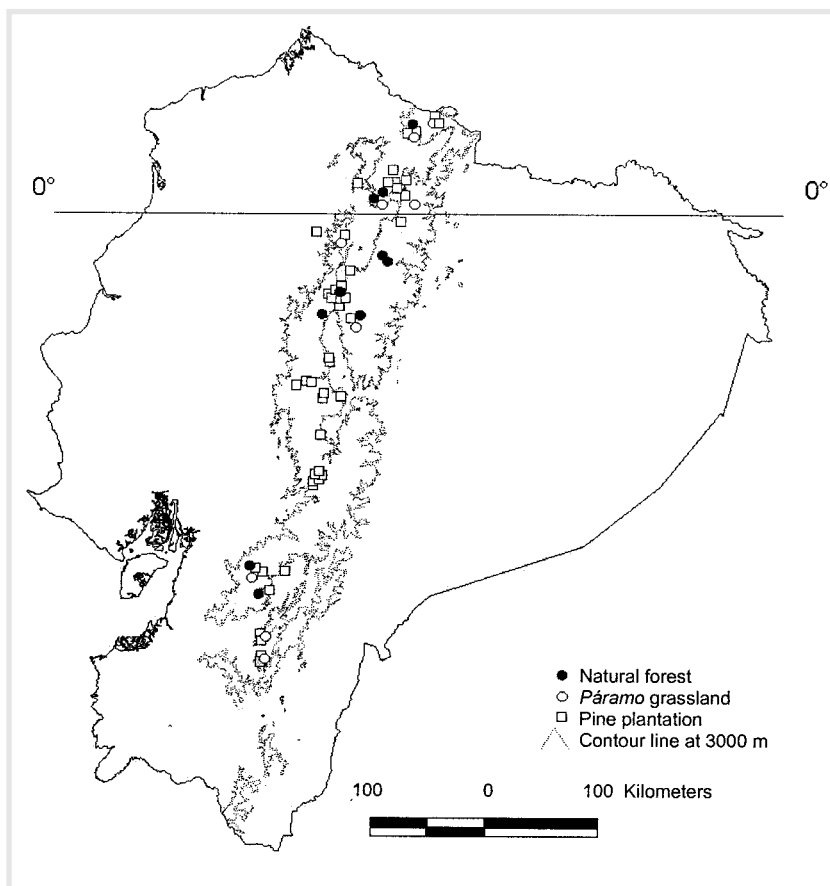 0°
0°
Natural forest
Páramo grassland
Pine plantation
Contour line at 3000 m
100 0 100 Kilometers